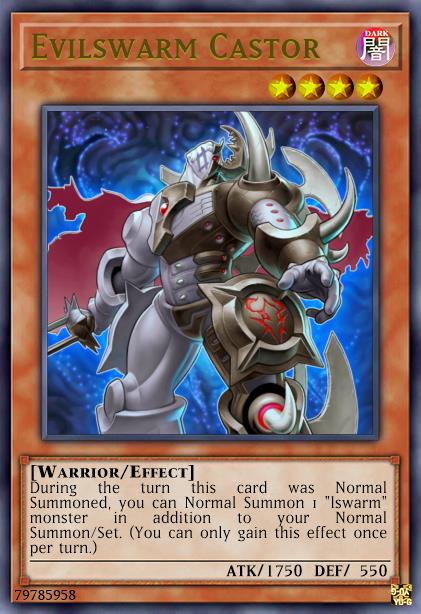 Evilswarm Castor
DARK
闇
[Warrior/Effect]
During the turn this card was Normal
Summoned, you can Normal Summon 1 "lswarm"
monster in addition to your Normal
Summon/Set. (You can only gain this effect once
per turn.)
ATK/1750 DEF/ 550
79785958